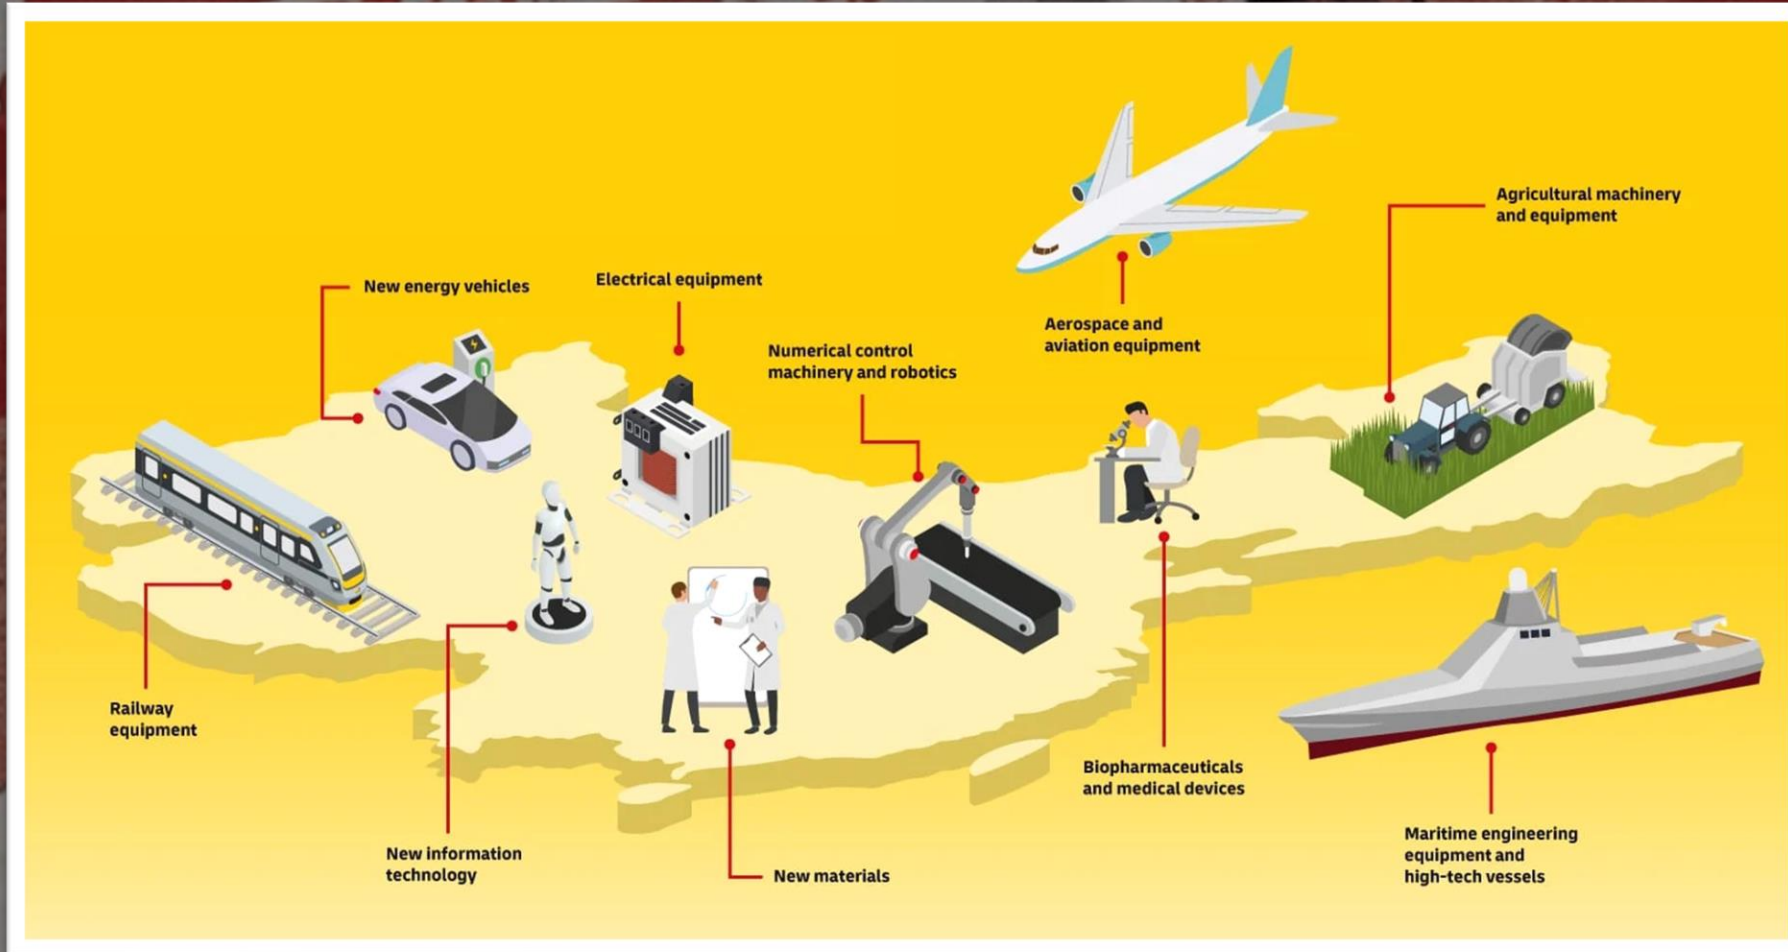 Agricultural machinery
and equipment
New energy vehicles
Electrical equipment
Aerospace and
aviation equipment
Numerical control
machinery and robotics
Railway
equipment
Biopharmaceuticals
and medical devices
New information
technology
New materials
Maritime engineering
equipment and
high-tech vessels